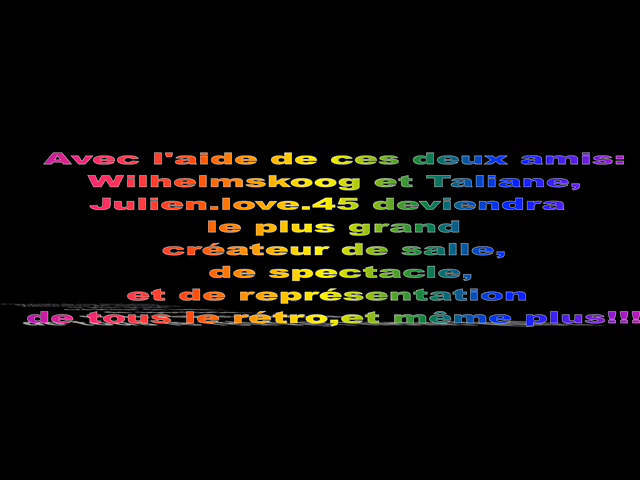 Avec l'aide de ces deux amis:
Wilhelmskoog et Taliane,
Julien.love.45 deviendra
le plus grand
créateur de salle,
de spectacle,
et de représentation
de tous le rétro,et même plus!!!